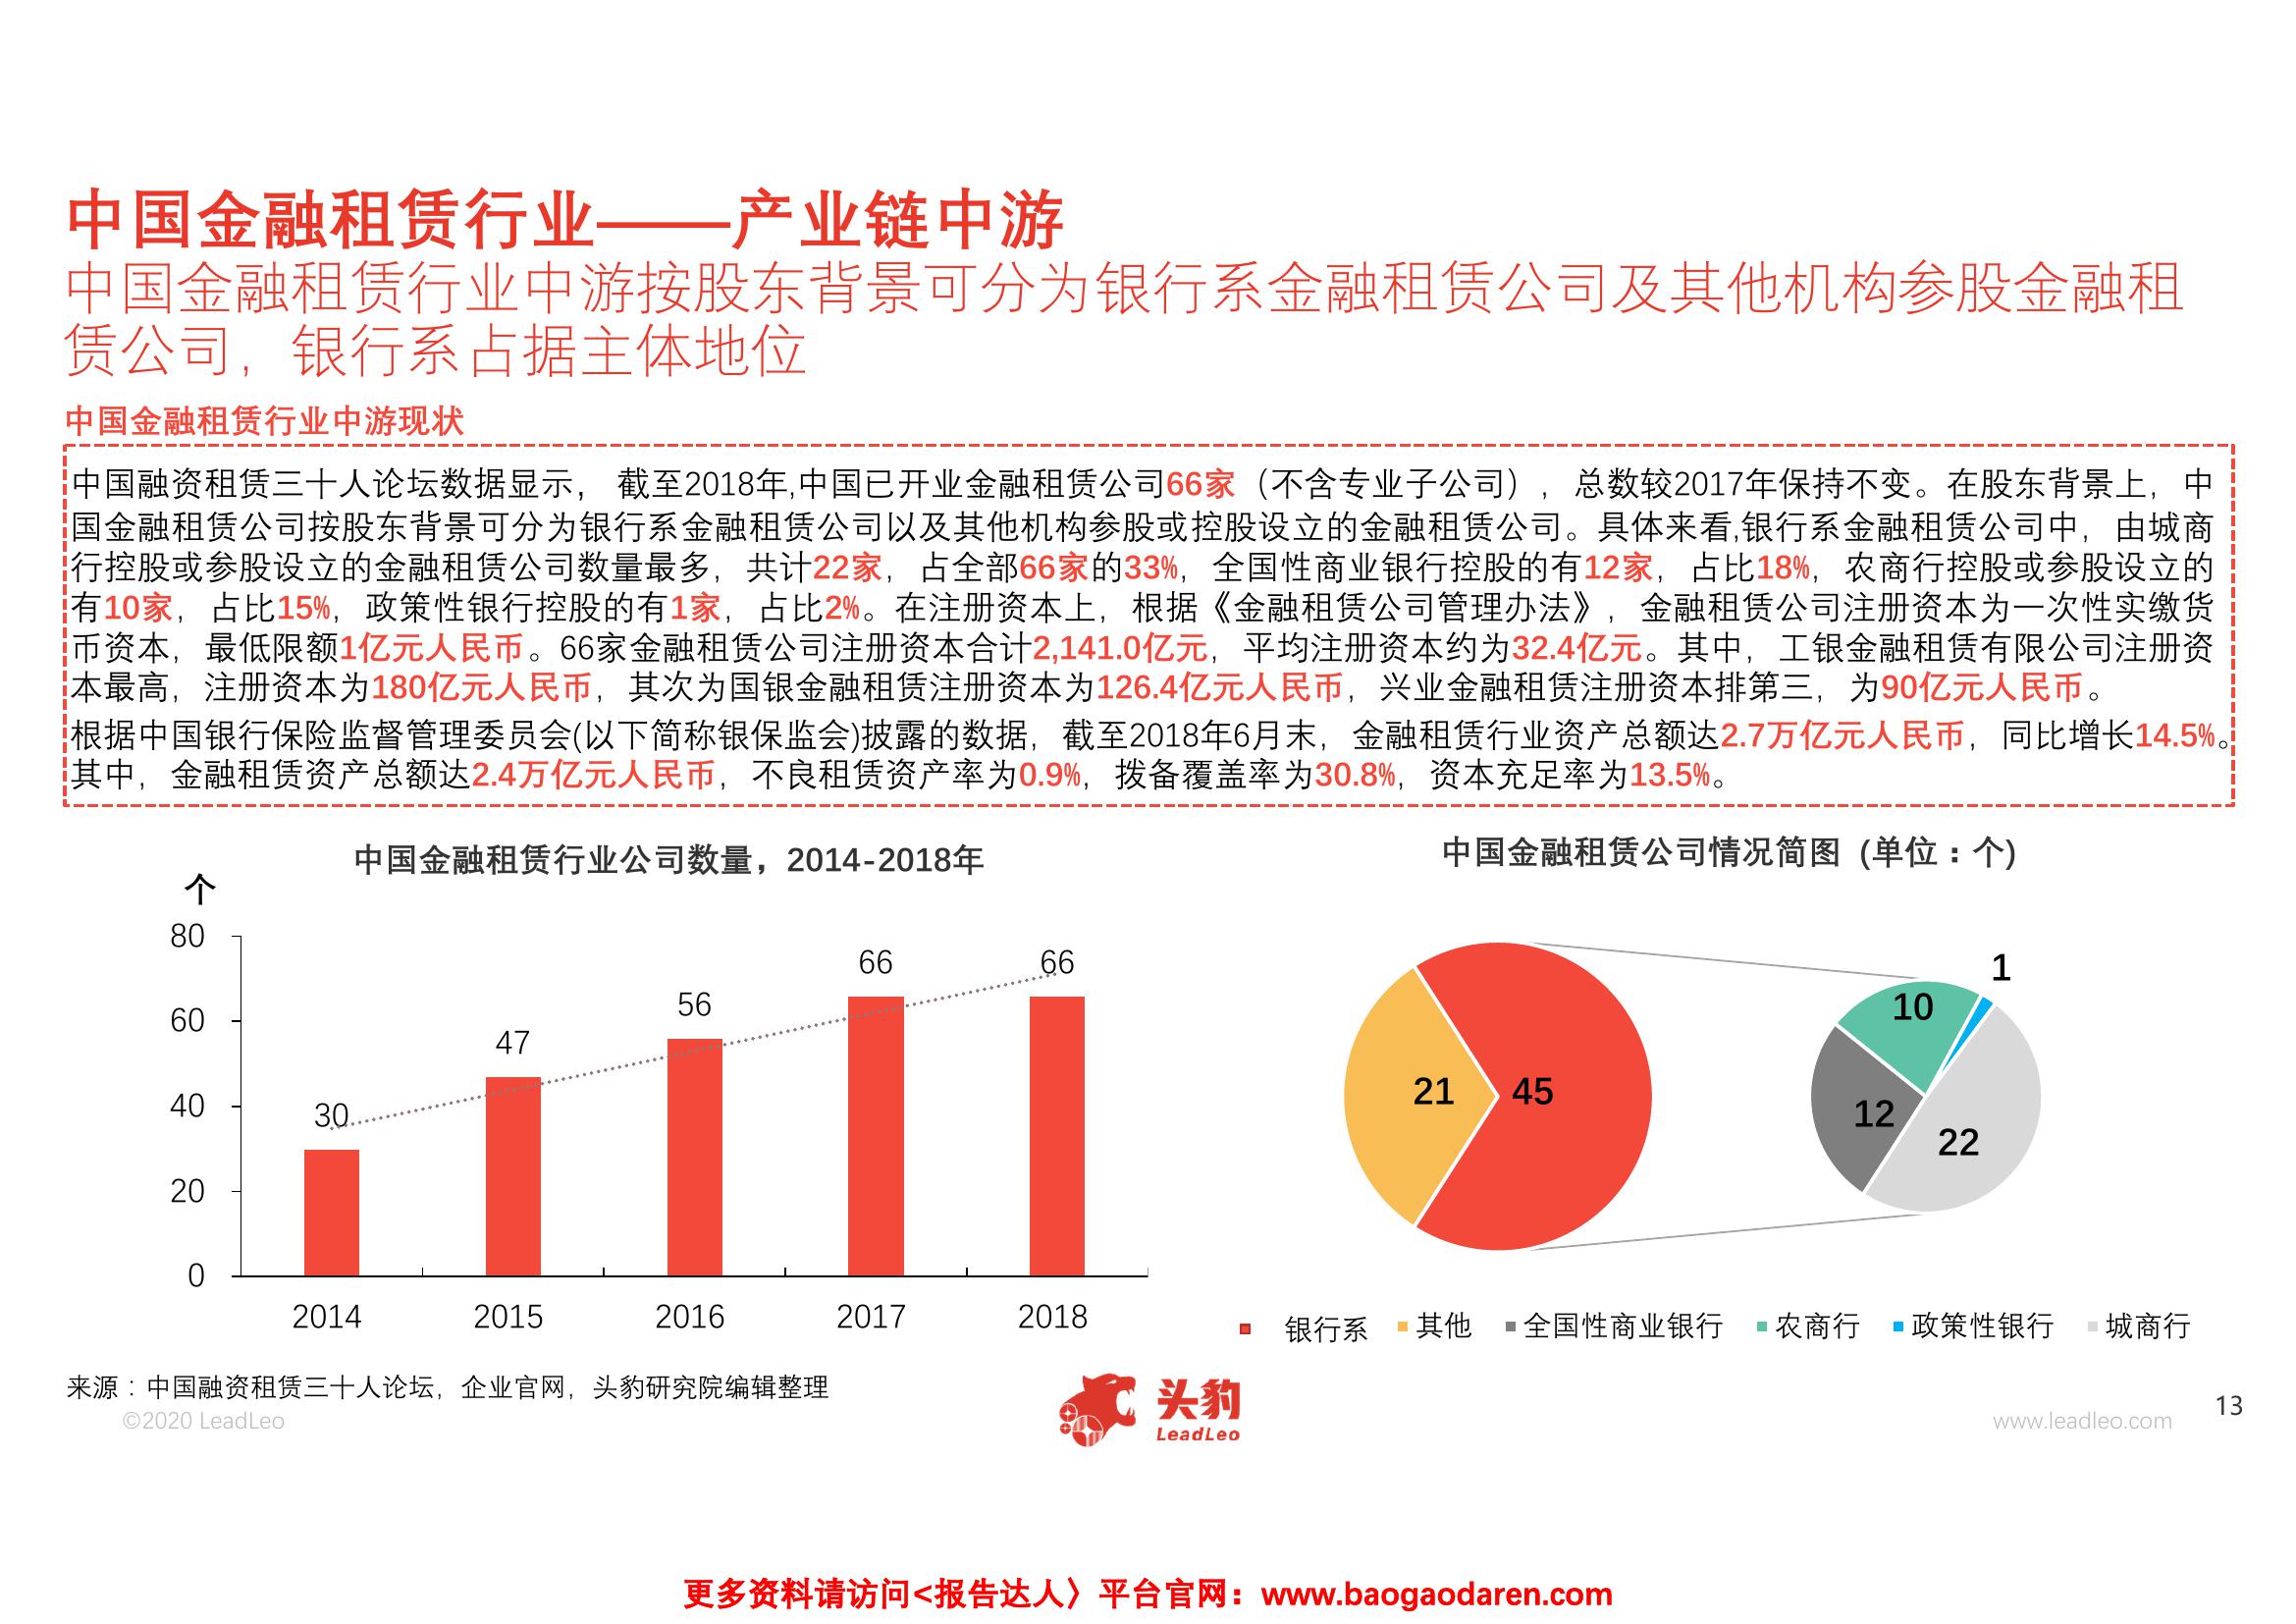 中国金融租赁行业——产业链中游
中国金融租赁行业中游按股东背景可分为银行系金融租赁公司及其他机构参股金融租
赁公司，银行系占据主体地位
中国金融租赁行业中游现状
中国融资租赁三十人论坛数据显示， 截至2018年,中国已开业金融租赁公司66家（不含专业子公司），总数较2017年保持不变。在股东背景上，中
国金融租赁公司按股东背景可分为银行系金融租赁公司以及其他机构参股或控股设立的金融租赁公司。具体来看,银行系金融租赁公司中，由城商
行控股或参股设立的金融租赁公司数量最多，共计22家，占全部66家的33%，全国性商业银行控股的有12家，占比18%，农商行控股或参股设立的
有10家，占比15%，政策性银行控股的有1家，占比2%。在注册资本上，根据《金融租赁公司管理办法》，金融租赁公司注册资本为一次性实缴货
币资本，最低限额1亿元人民币。66家金融租赁公司注册资本合计2,141.0亿元，平均注册资本约为32.4亿元。其中，工银金融租赁有限公司注册资
本最高，注册资本为180亿元人民币，其次为国银金融租赁注册资本为126.4亿元人民币，兴业金融租赁注册资本排第三，为90亿元人民币。
根据中国银行保险监督管理委员会(以下简称银保监会)披露的数据，截至2018年6月末，金融租赁行业资产总额达2.7万亿元人民币，同比增长14.5%。
其中，金融租赁资产总额达2.4万亿元人民币，不良租赁资产率为0.9%，拨备覆盖率为30.8%，资本充足率为13.5%。
中国金融租赁行业公司数量，2014-2018年
个
80
60
40
20
0
30
47
56
66
66
2014
2015
2016
2017
2018
中国金融租赁公司情况简图 (单位：个)
21
45
10
1
12
22
银行系
其他
全国性商业银行
农商行
政策性银行
城商行
来源：中国融资租赁三十人论坛，企业官网，头豹研究院编辑整理
©2020 LeadLeo
头豹
LeadLeo
www.leadleo.com
13
更多资料请访问<报告达人〉平台官网：www.baogaodaren.com